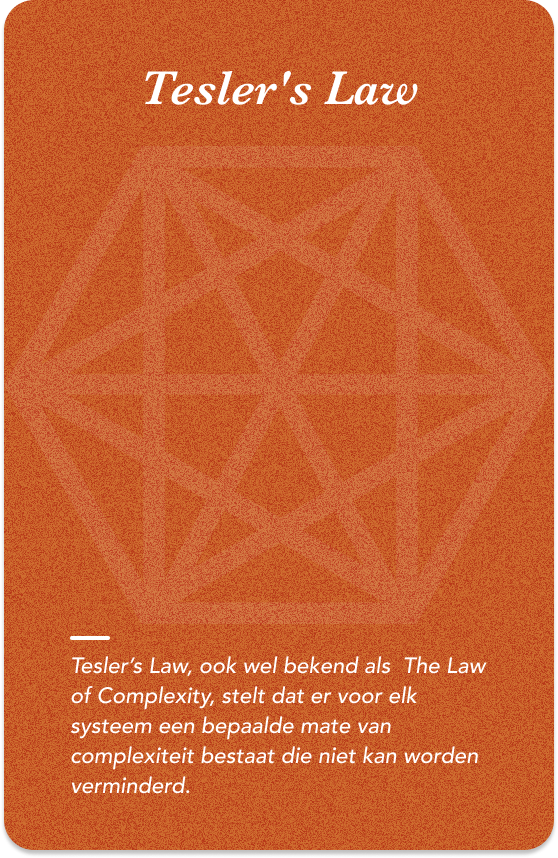 Tesler's Law
Tesler’s Law, ook wel bekend als  The Law
of Complexity, stelt dat er voor elk
systeem een bepaalde mate van
complexiteit bestaat die niet kan worden
verminderd.